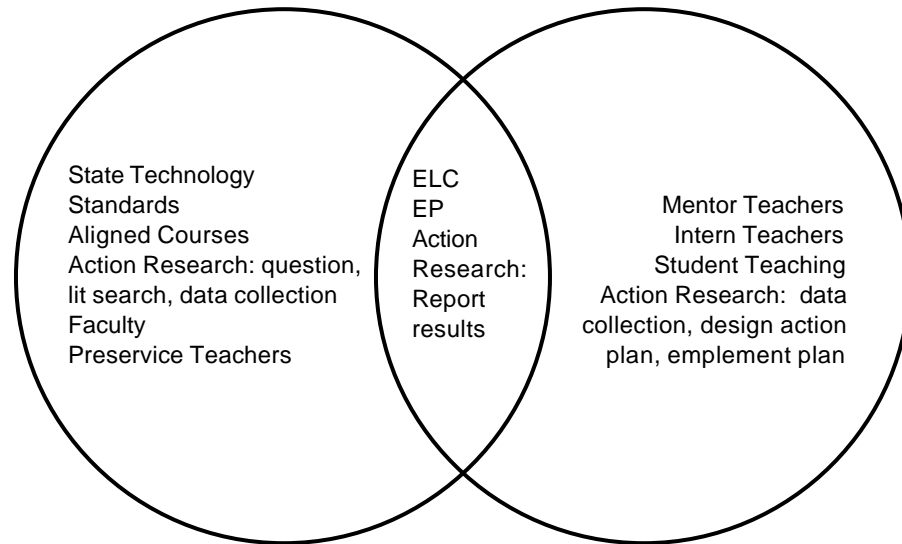 State Technology
Standards
Aligned Courses
Action Research: question,
lit search, data collection
Faculty
Preservice Teachers
ELC
EP
Action
Research:
Report
results
Mentor Teachers
Intern Teachers
Student Teaching
Action Research: data
collection, design action
plan, emplement plan